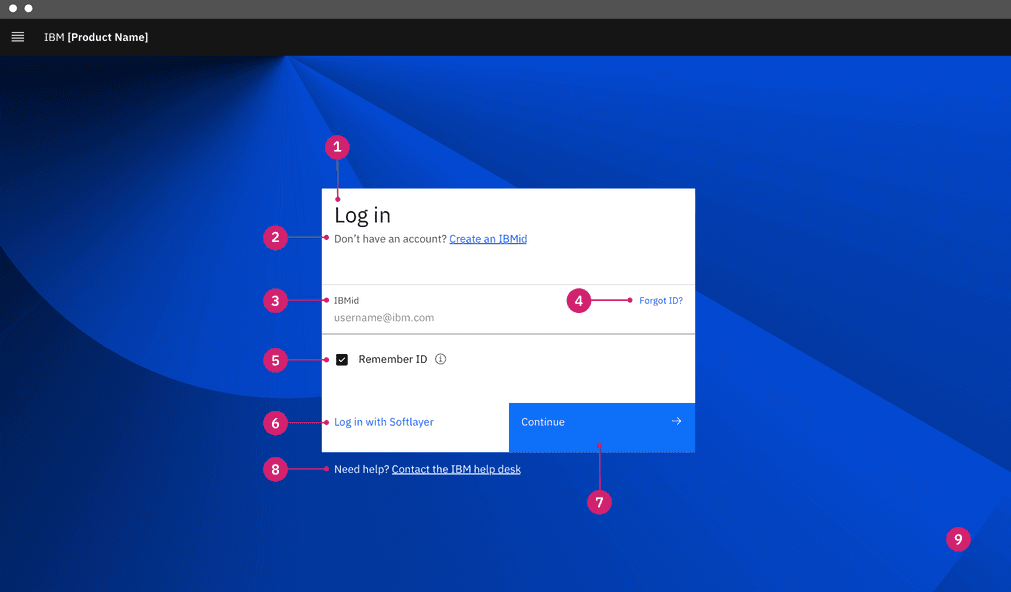 IBM [Product Name]
1
Log in
2
Don't have an account? Create an IBMid
3
IBMid
4
Forgot ID?
username@ibm.com
5
Remember ID
6
Log in with Softlayer
Continue
8
Need help? Contact the IBM help desk
7
9